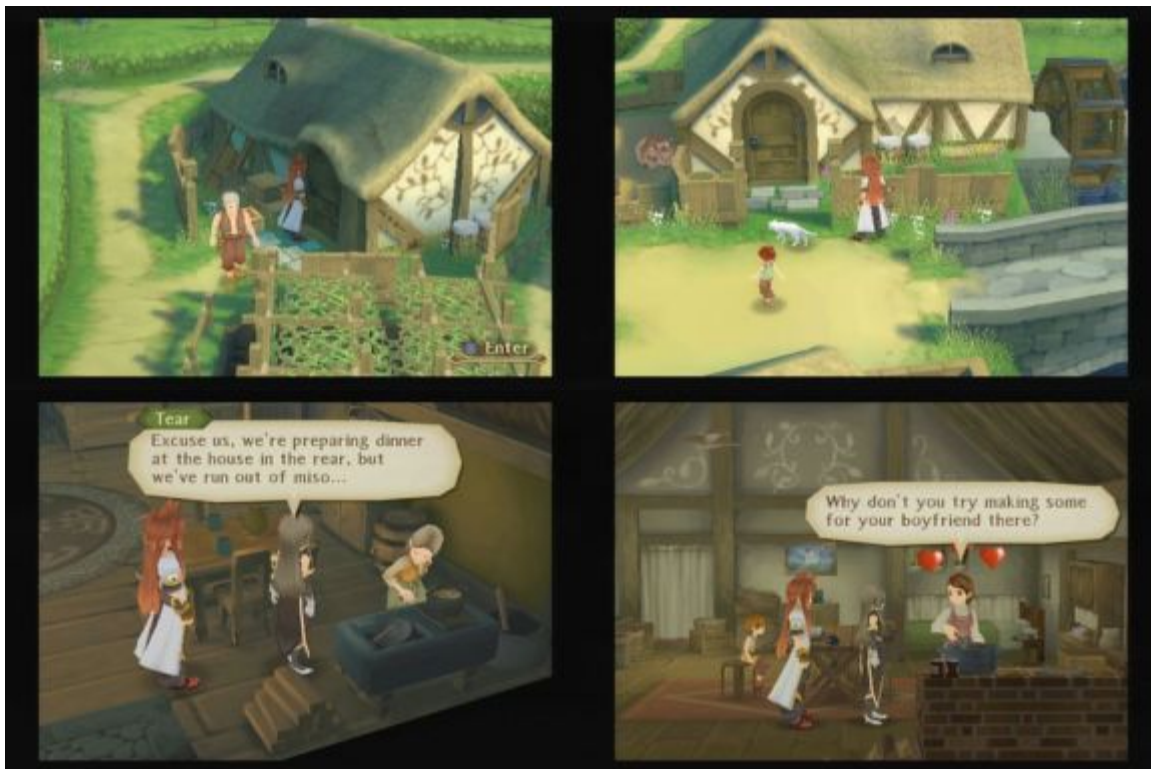 Enter
Tear
Excuse us, we're preparing dinner
at the house in the rear, but
we've run out of miso...
Why don't you try making some
for your boyfriend there?